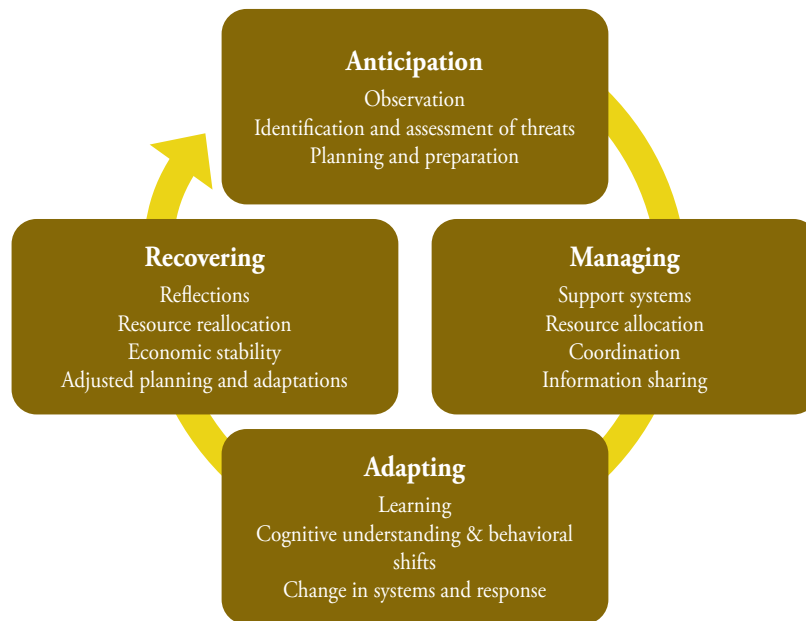 Anticipation
Observation
Identification and assessment of threats
Planning and preparation
Recovering
Reflections
Resource reallocation
Economic stability
Adjusted planning and adaptations
Managing
Support systems
Resource allocation
Coordination
Information sharing
Adapting
Learning
Cognitive understanding & behavioral
shifts
Change in systems and response